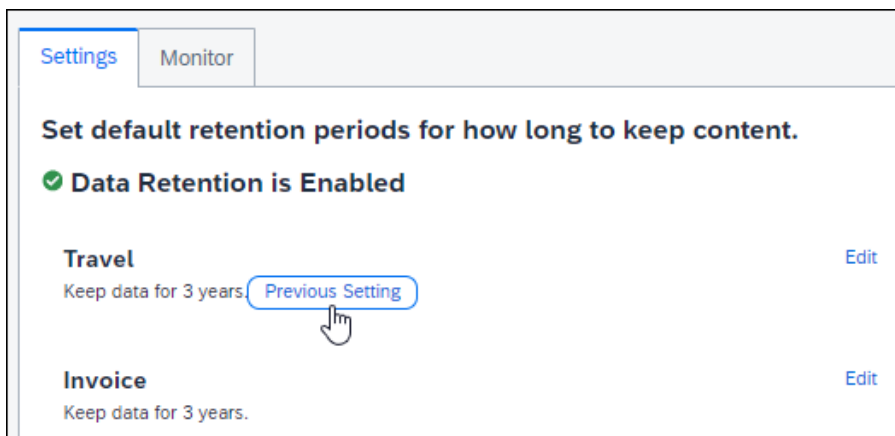 Settings
Monitor
Set default retention periods for how long to keep content.
Data Retention is Enabled
Travel
Edit
Keep data for 3 years.
Previous Setting
Invoice
Edit
Keep data for 3 years.